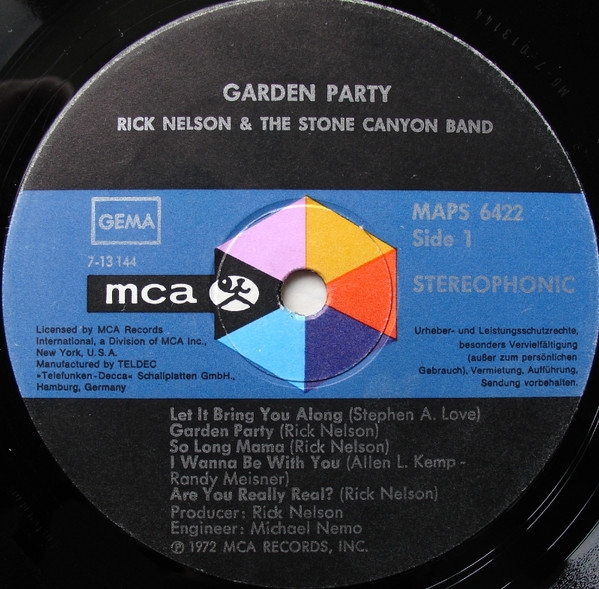 GARDEN PARTY
RICK NELSON & THE STONE CANYON BAND
GEMA
7-13 144
mca
Licensed by MCA Records
International, a Division of MCA Inc.,
New York, U.S.A.
Manufactured by TELDEC
»Telefunken-Decca« Schallplatten GmbH.,
Hamburg, Germany
MAPS 6422
Side 1
STEREOPHONIC
Urheber- und Leistungsschutzrechte,
besonders Vervielfältigung
(außer zum persönlichen
Gebrauch), Vermietung, Aufführung,
Sendung vorbehalten.
Let It Bring You Along (Stephen A. Love)
Garden Party (Rick Nelson)
So Long Mama (Rick Nelson)
I Wanna Be With You (Allen L. Kemp -
Randy Meisner)
Are You Really Real? (Rick Nelson)
Producer: Rick Nelson
Engineer: Michael Nemo
℗ 1972 MCA RECORDS, INC.